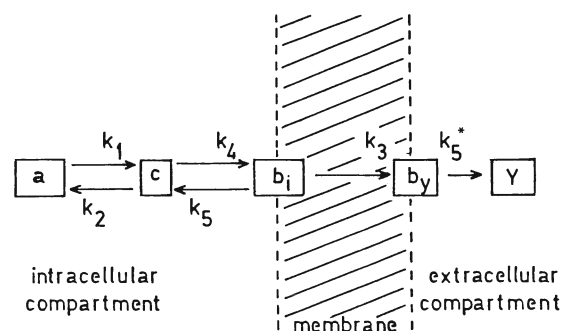 k1 k4 k3 k5*
a c bi by Y
k2 k5
intracellular
compartment
extracellular
compartment
membrane